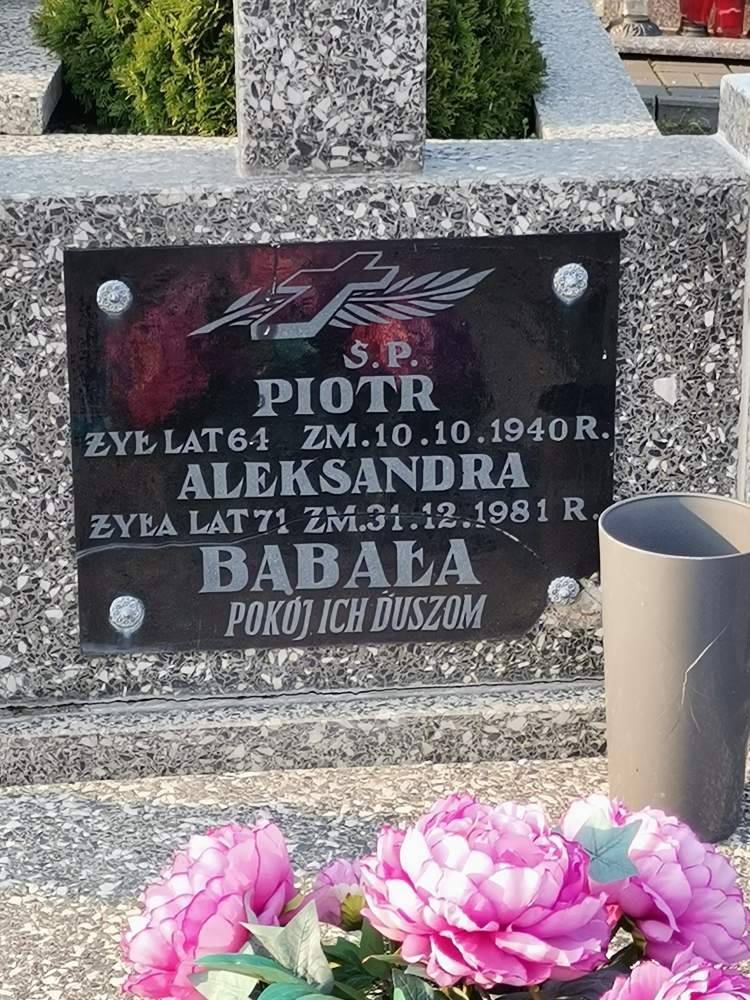 Ś.P.
PIOTR
ŻYŁ LAT 64 ZM.10.10.1940 R.
ALEKSANDRA
ŻYŁA LAT 71 ZM.31.12.1981 R.
BĄBAŁA
POKÓJ ICH DUSZOM